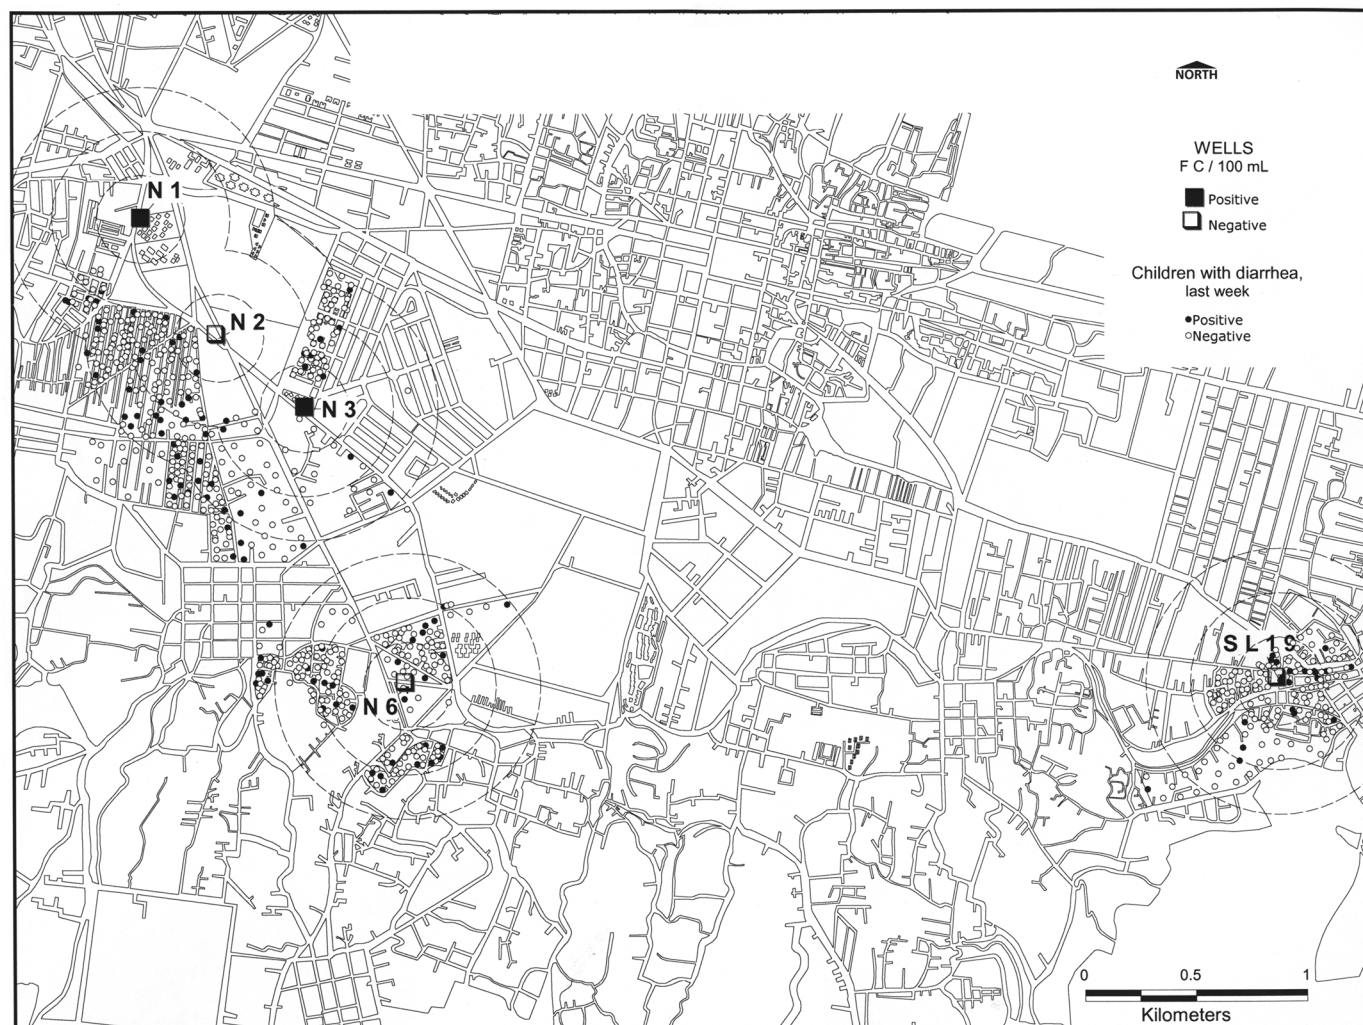 NORTH
WELLS
F C / 100 mL
Positive
Negative
Children with diarrhea,
last week
Positive
Negative
N 1
N 2
N 3
N 6
S L 1 9
0 0.5 1
Kilometers